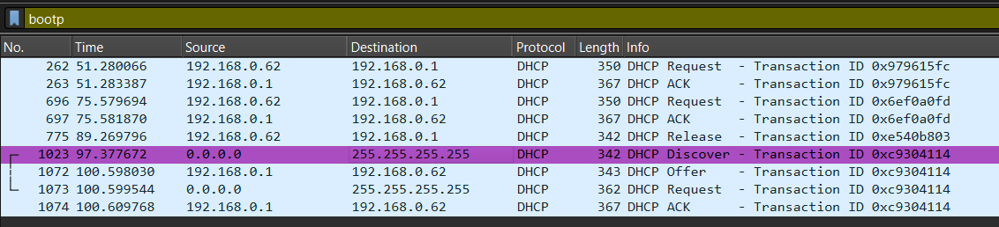 bootp
No. Time Source Destination Protocol Length Info
262 51.280066 192.168.0.62 192.168.0.1 DHCP 350 DHCP Request - Transaction ID 0x979615fc
263 51.283387 192.168.0.1 192.168.0.62 DHCP 367 DHCP ACK - Transaction ID 0x979615fc
696 75.579694 192.168.0.62 192.168.0.1 DHCP 350 DHCP Request - Transaction ID 0x6ef0a0fd
697 75.581870 192.168.0.1 192.168.0.62 DHCP 367 DHCP ACK - Transaction ID 0x6ef0a0fd
775 89.269796 192.168.0.62 192.168.0.1 DHCP 342 DHCP Release - Transaction ID 0xe540b803
1023 97.377672 0.0.0.0 255.255.255.255 DHCP 342 DHCP Discover - Transaction ID 0xc9304114
1072 100.598030 192.168.0.1 192.168.0.62 DHCP 343 DHCP Offer - Transaction ID 0xc9304114
1073 100.599544 0.0.0.0 255.255.255.255 DHCP 362 DHCP Request - Transaction ID 0xc9304114
1074 100.609768 192.168.0.1 192.168.0.62 DHCP 367 DHCP ACK - Transaction ID 0xc9304114